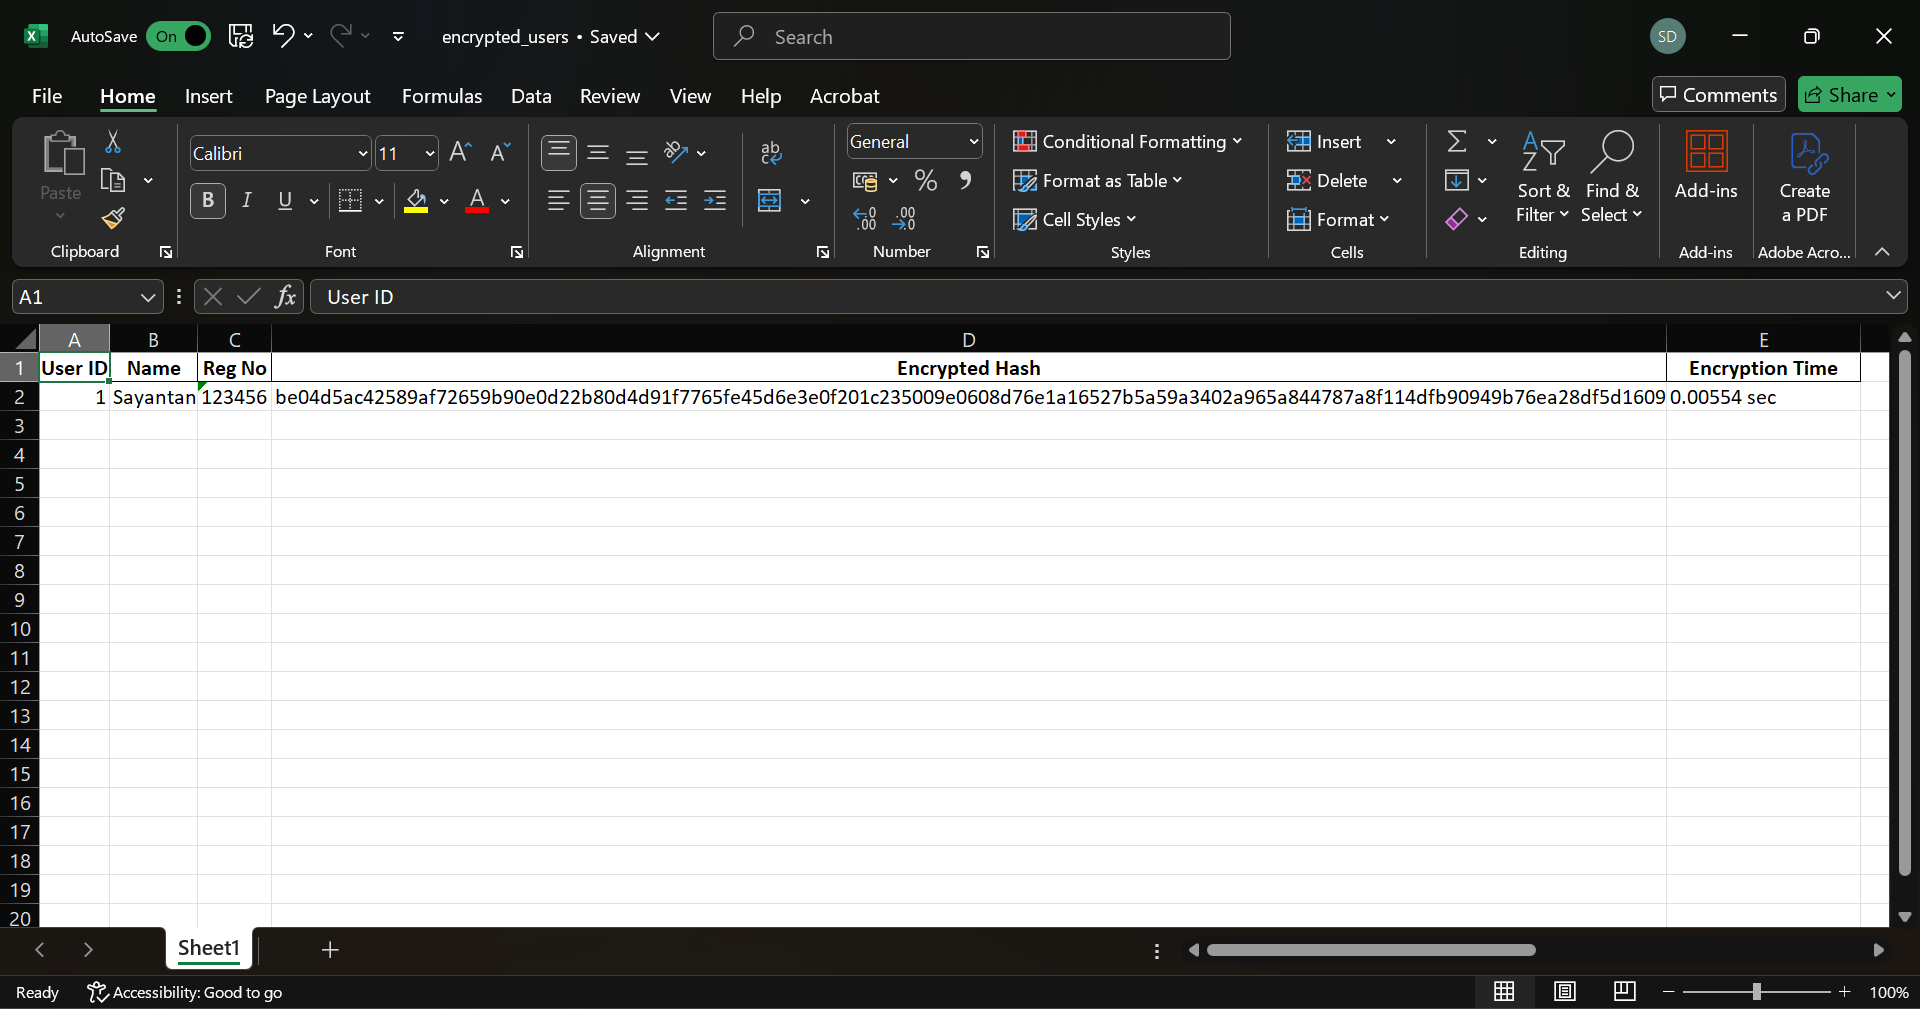 AutoSave On encrypted_users • Saved Search SD
File Home Insert Page Layout Formulas Data Review View Help Acrobat Comments Share
Paste Calibri 11 General Conditional Formatting Insert
B I U Format as Table Delete Sort & Filter Find & Select Add-ins Create a PDF
Cell Styles Format
Clipboard Font Alignment Number Styles Cells Editing Add-ins Adobe Acro...
A1 fx User ID
A B C D E
1 User ID Name Reg No Encrypted Hash Encryption Time
2 1 Sayantan 123456 be04d5ac42589af72659b90e0d22b80d4d91f7765fe45d6e3e0f201c235009e0608d76e1a16527b5a59a3402a965a844787a8f114dfb90949b76ea28df5d1609 0.00554 sec
3
4
5
6
7
8
9
10
11
12
13
14
15
16
17
18
19
20
Sheet1
Ready Accessibility: Good to go 100%